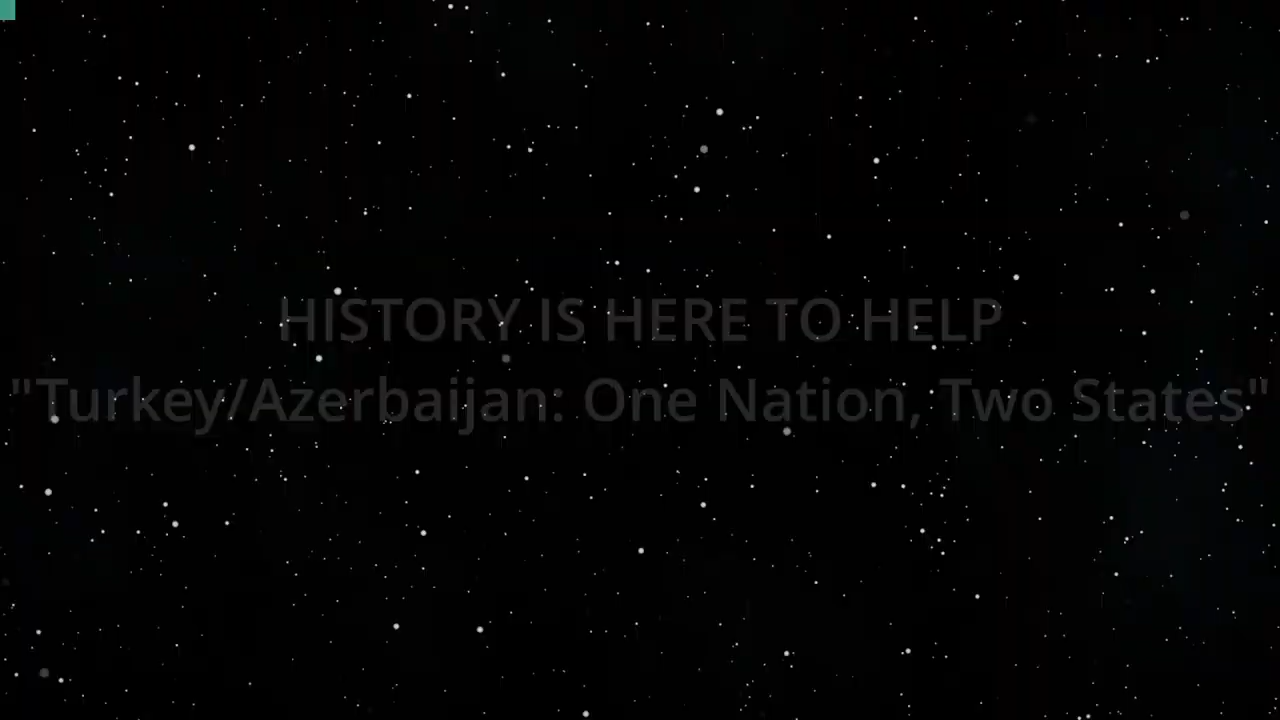 HISTORY IS HERE TO HELP
"Turkey/Azerbaijan: One Nation, Two States"